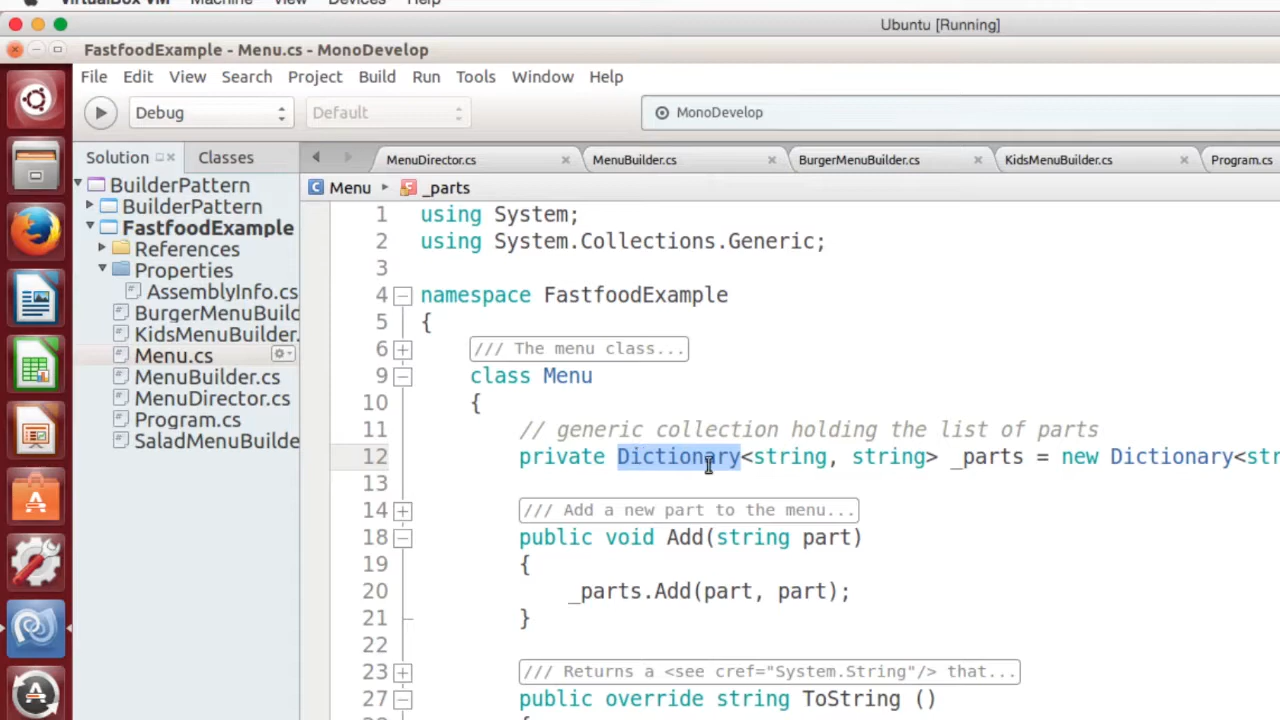 VirtualBox VM Machine View Devices Help
Ubuntu [Running]
FastfoodExample - Menu.cs - MonoDevelop
File Edit View Search Project Build Run Tools Window Help
Debug Default MonoDevelop
Solution Classes MenuDirector.cs MenuBuilder.cs BurgerMenuBuilder.cs KidsMenuBuilder.cs Program.cs
Menu _parts
BuilderPattern
BuilderPattern
FastfoodExample
References
Properties
AssemblyInfo.cs
BurgerMenuBuilc
KidsMenuBuilder.
Menu.cs
MenuBuilder.cs
MenuDirector.cs
Program.cs
SaladMenuBuilde
1 using System;
2 using System.Collections.Generic;
3
4 namespace FastfoodExample
5 {
6 /// The menu class...
9 class Menu
10 {
11 // generic collection holding the list of parts
12 private Dictionary<string, string> _parts = new Dictionary<str
13
14 /// Add a new part to the menu...
18 public void Add(string part)
19 {
20 _parts.Add(part, part);
21 }
22
23 /// Returns a <see cref="System.String"/> that...
27 public override string ToString ()
28 {